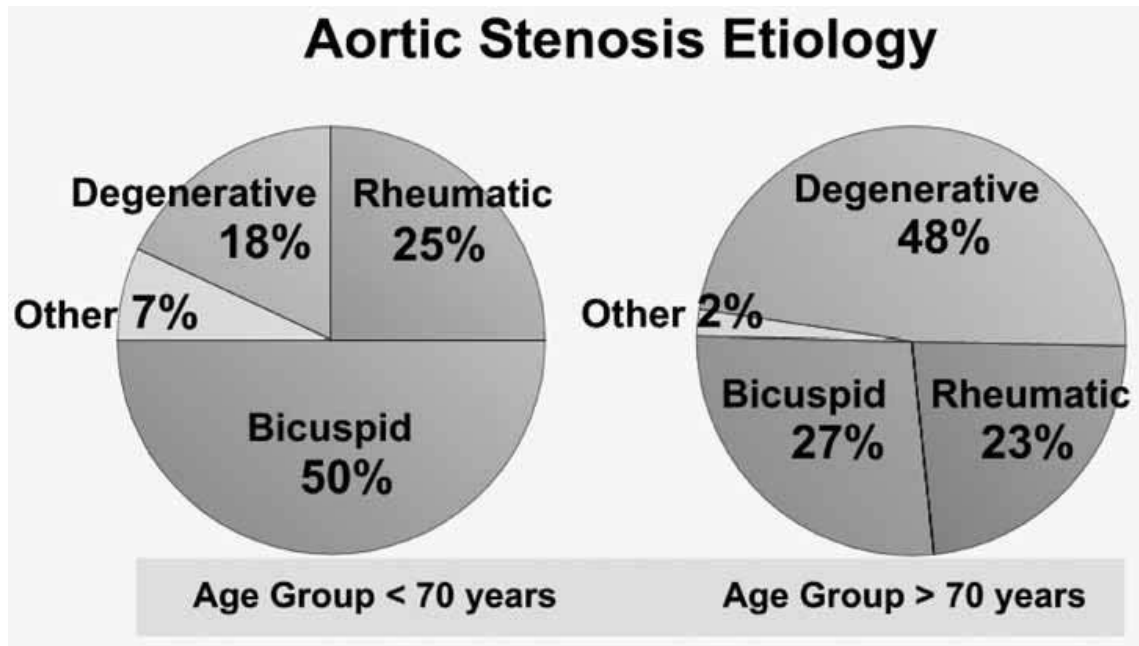 Aortic Stenosis Etiology
Degenerative
18%
Rheumatic
25%
Other 7%
Bicuspid
50%
Degenerative
48%
Other 2%
Bicuspid
27%
Rheumatic
23%
Age Group < 70 years
Age Group > 70 years